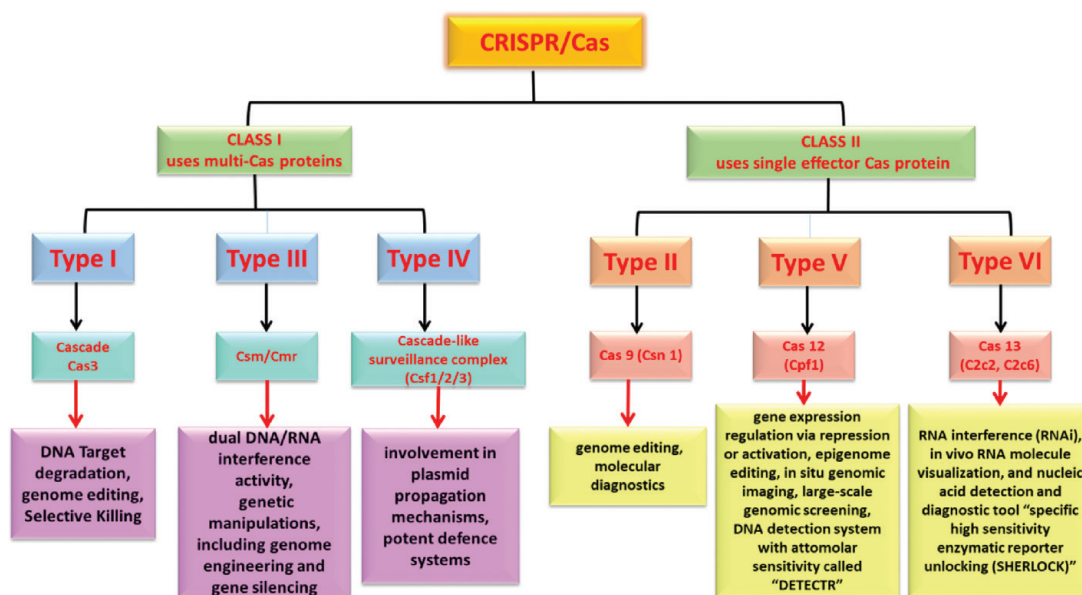 CRISPR/Cas
CLASS I
uses multi-Cas proteins
CLASS II
uses single effector Cas protein
Type I
Type III
Type IV
Type II
Type V
Type VI
Cascade
Cas3
Csm/Cmr
Cascade-like
surveillance complex
(Csf1/2/3)
Cas 9 (Csn 1)
Cas 12
(Cpf1)
Cas 13
(C2c2, C2c6)
DNA Target
degradation,
genome editing,
Selective Killing
dual DNA/RNA
interference
activity,
genetic
manipulations,
including genome
engineering and
gene silencing
involvement in
plasmid
propagation
mechanisms,
potent defence
systems
genome editing,
molecular
diagnostics
gene expression
regulation via repression
or activation, epigenome
editing, in situ genomic
imaging, large-scale
genomic screening,
DNA detection system
with attomolar
sensitivity called
“DETECTR”
RNA interference (RNAi),
in vivo RNA molecule
visualization, and nucleic
acid detection and
diagnostic tool “specific
high sensitivity
enzymatic reporter
unlocking (SHERLOCK)”